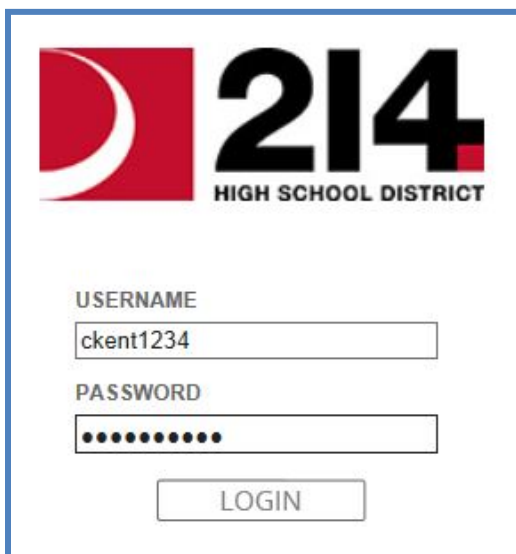 214
HIGH SCHOOL DISTRICT
USERNAME
ckent1234
PASSWORD
●●●●●●●●●●
LOGIN